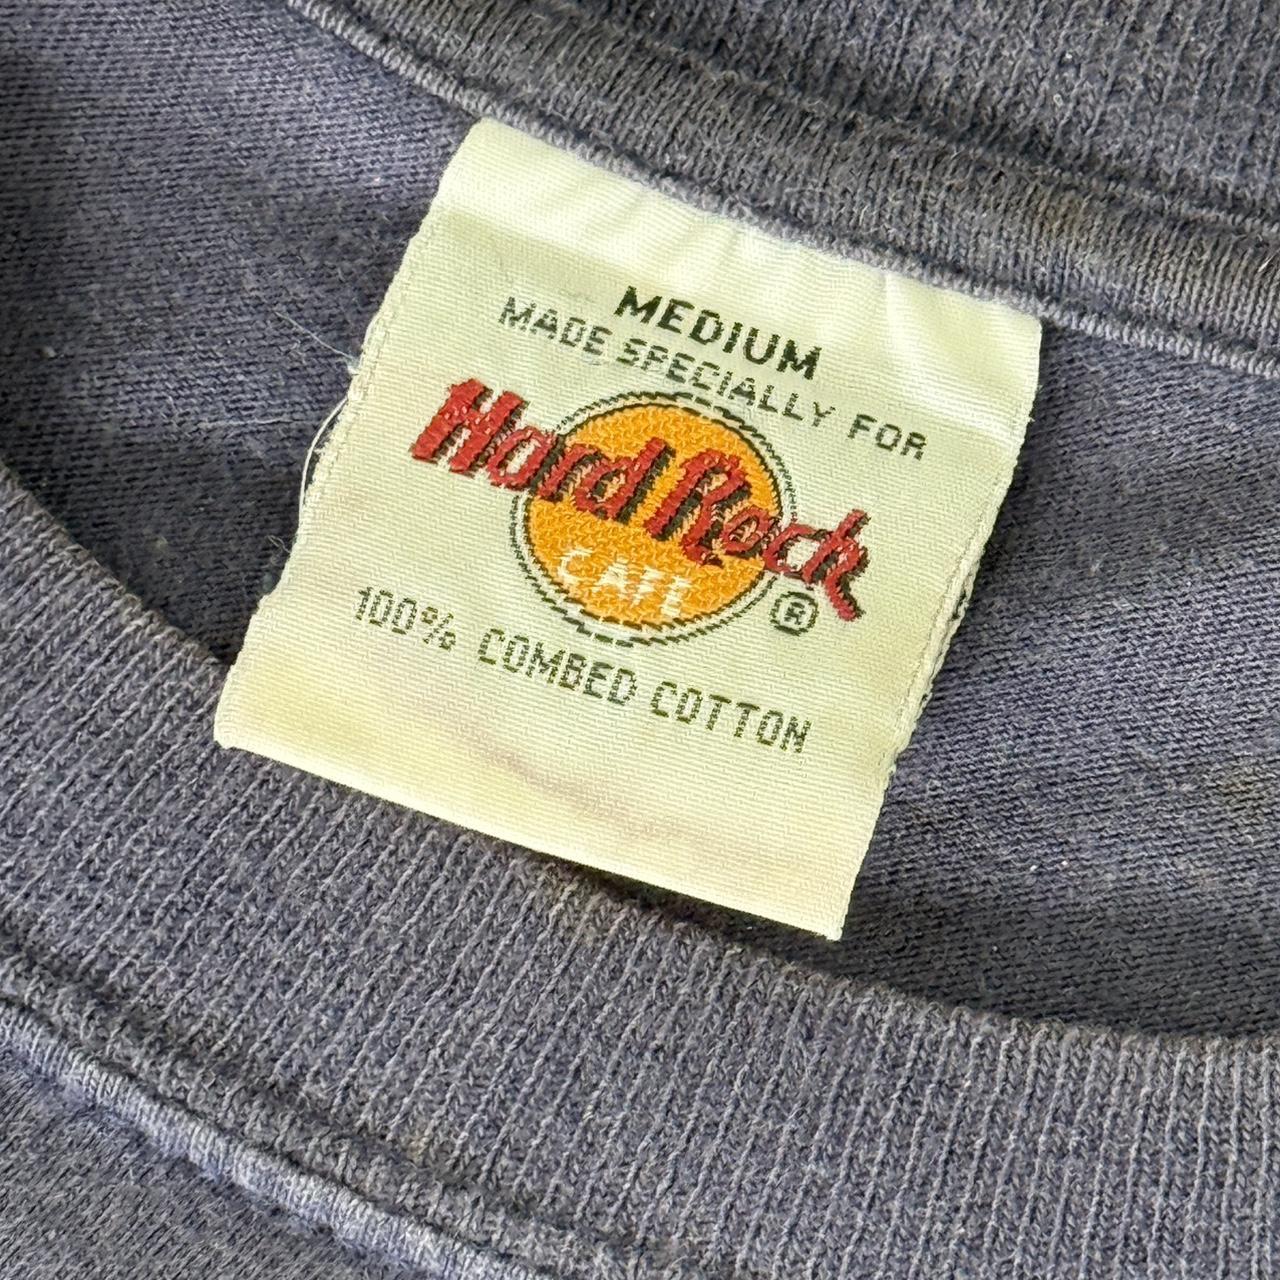 MEDIUM
MADE SPECIALLY FOR
Hard Rock
CAFE
®
100% COMBED COTTON